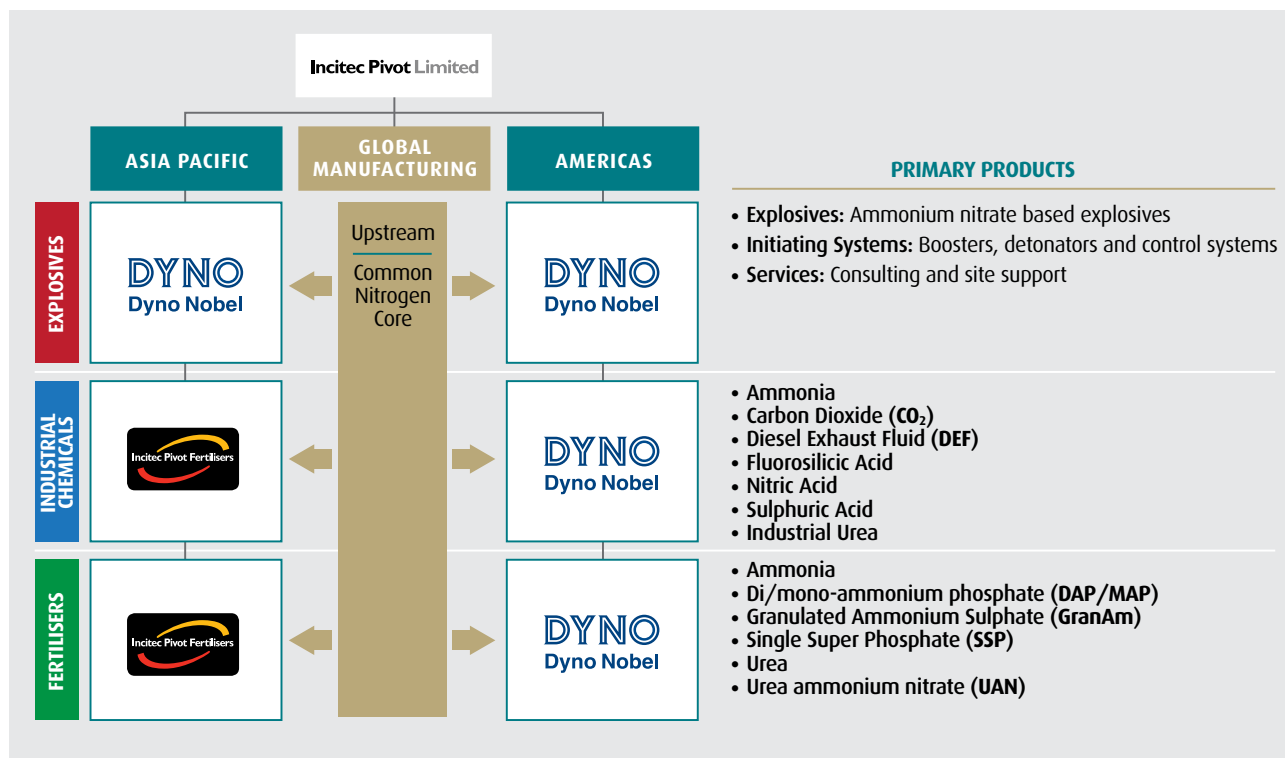 Incitec Pivot Limited
ASIA PACIFIC
GLOBAL
MANUFACTURING
AMERICAS
PRIMARY PRODUCTS
EXPLOSIVES
DYNO
Dyno Nobel
Upstream
Common
Nitrogen
Core
DYNO
Dyno Nobel
• Explosives: Ammonium nitrate based explosives
• Initiating Systems: Boosters, detonators and control systems
• Services: Consulting and site support
INDUSTRIAL
CHEMICALS
Incitec Pivot Fertilisers
DYNO
Dyno Nobel
• Ammonia
• Carbon Dioxide (CO₂)
• Diesel Exhaust Fluid (DEF)
• Fluorosilicic Acid
• Nitric Acid
• Sulphuric Acid
• Industrial Urea
FERTILISERS
Incitec Pivot Fertilisers
DYNO
Dyno Nobel
• Ammonia
• Di/mono-ammonium phosphate (DAP/MAP)
• Granulated Ammonium Sulphate (GranAm)
• Single Super Phosphate (SSP)
• Urea
• Urea ammonium nitrate (UAN)